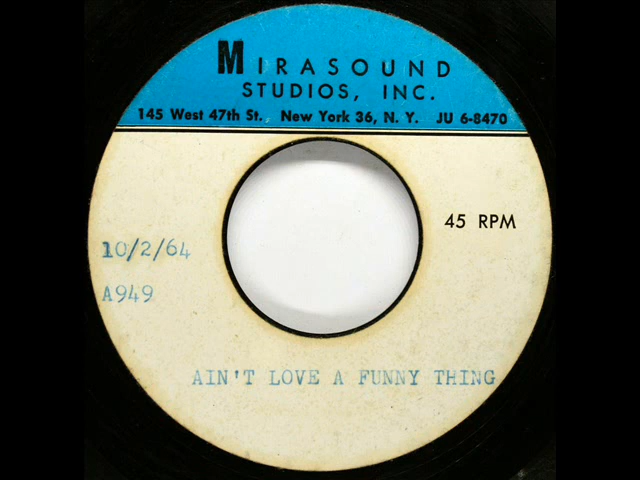 MIRASOUND
STUDIOS, INC.
145 West 47th St. New York 36, N. Y. JU 6-8470
45 RPM
10/2/64
A949
AIN'T LOVE A FUNNY THING